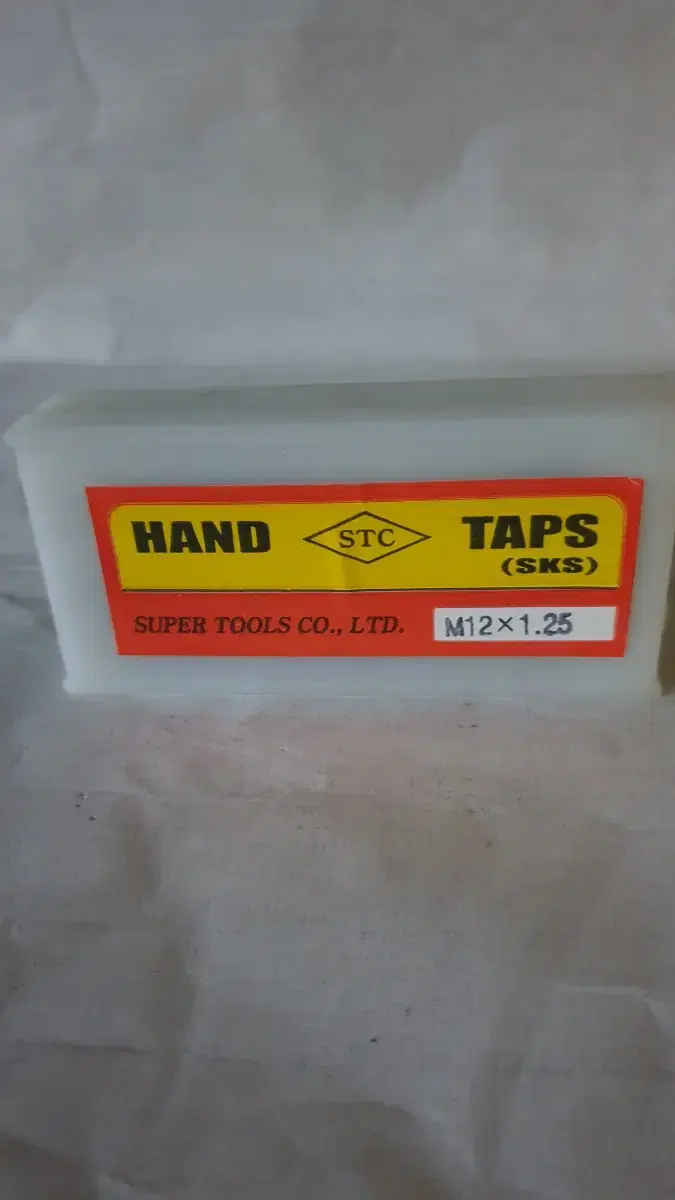 HAND STC TAPS
(SKS)
SUPER TOOLS CO., LTD. M12×1.25